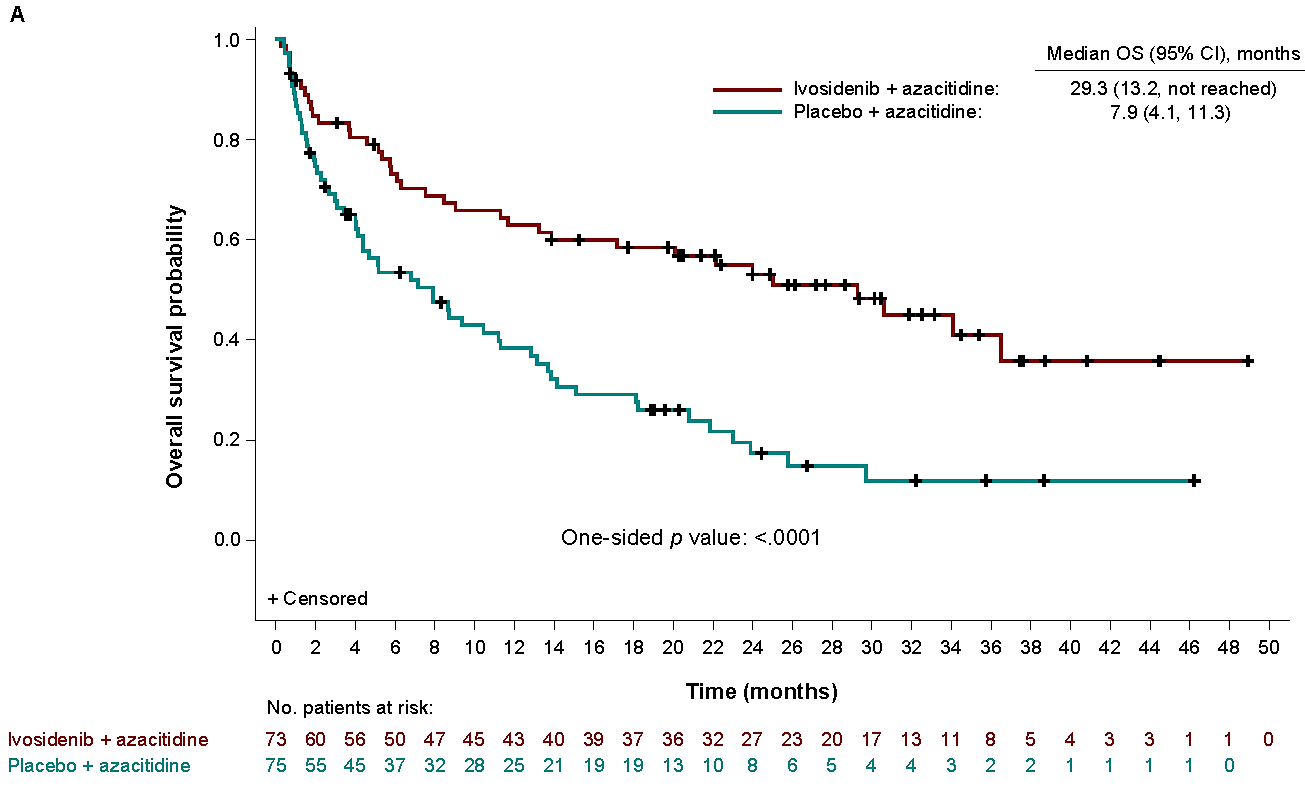 A
Median OS (95% CI), months
Ivosidenib + azacitidine: 29.3 (13.2, not reached)
Placebo + azacitidine: 7.9 (4.1, 11.3)
Overall survival probability
1.0
0.8
0.6
0.4
0.2
0.0
One-sided p value: <.0001
+ Censored
0 2 4 6 8 10 12 14 16 18 20 22 24 26 28 30 32 34 36 38 40 42 44 46 48 50
Time (months)
No. patients at risk:
Ivosidenib + azacitidine 73 60 56 50 47 45 43 40 39 37 36 32 27 23 20 17 13 11 8 5 4 3 3 1 1 0
Placebo + azacitidine 75 55 45 37 32 28 25 21 19 19 13 10 8 6 5 4 4 3 2 2 1 1 1 1 0